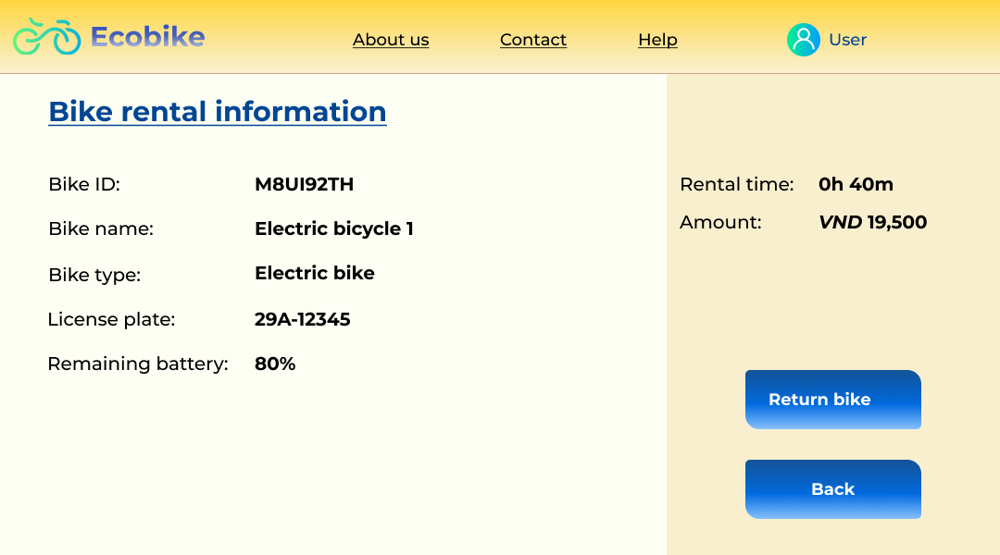 Ecobike
About us
Contact
Help
User
Bike rental information
Bike ID: M8UI92TH
Bike name: Electric bicycle 1
Bike type: Electric bike
License plate: 29A-12345
Remaining battery: 80%
Rental time: 0h 40m
Amount: VND 19,500
Return bike
Back